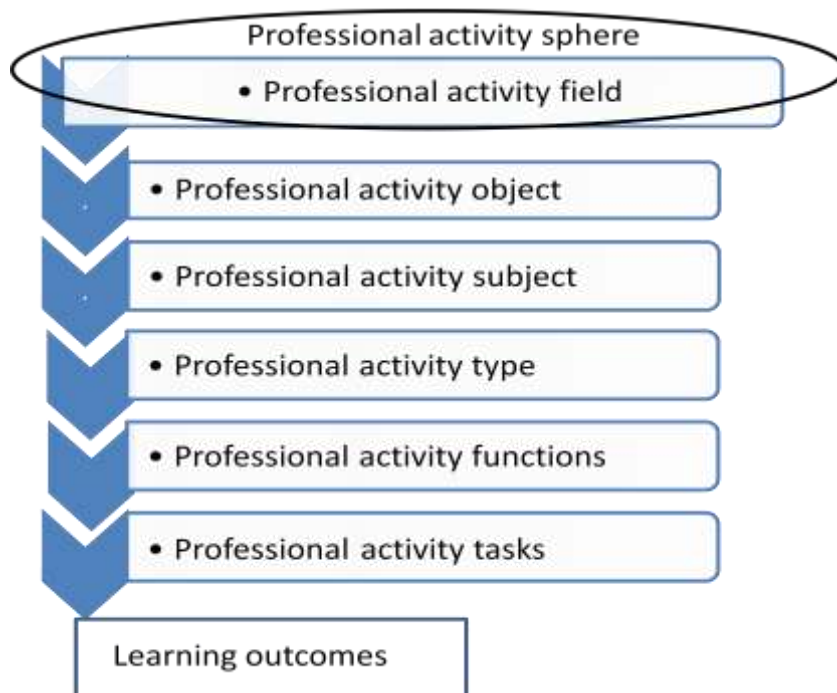 Professional activity sphere
• Professional activity field
• Professional activity object
• Professional activity subject
• Professional activity type
• Professional activity functions
• Professional activity tasks
Learning outcomes